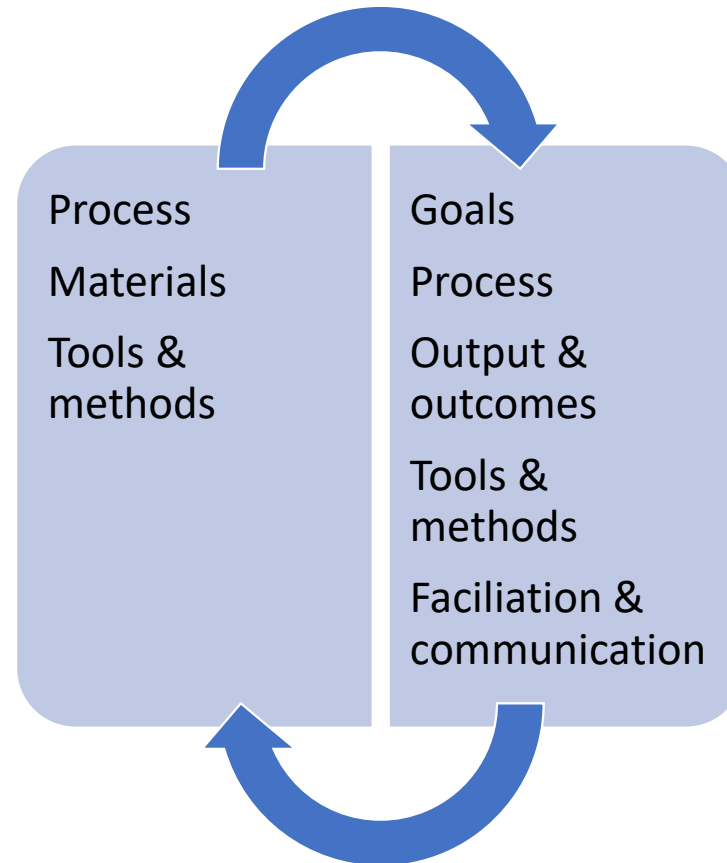 Process
Materials
Tools &
methods
Goals
Process
Output &
outcomes
Tools &
methods
Faciliation &
communication